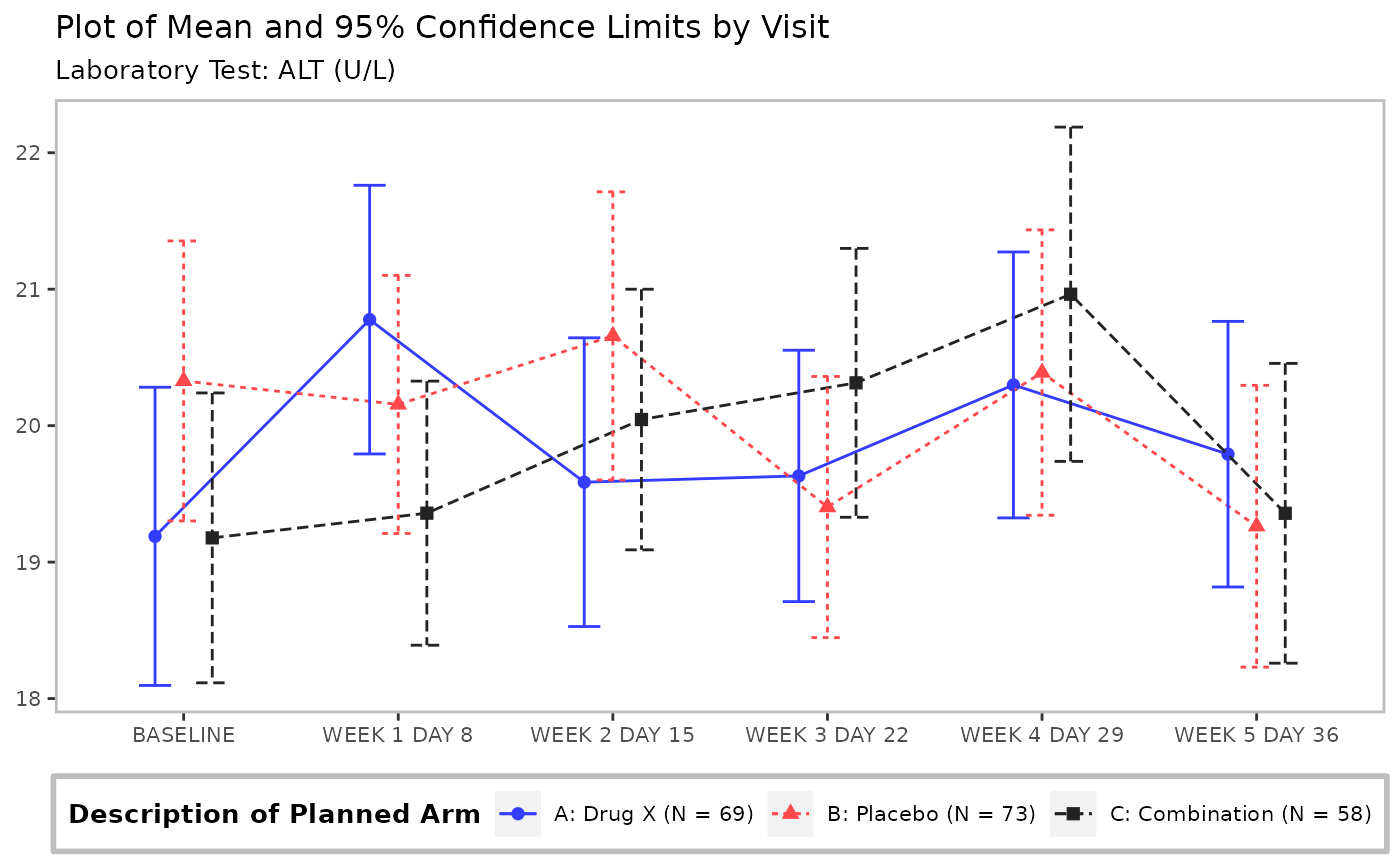 Plot of Mean and 95% Confidence Limits by Visit
Laboratory Test: ALT (U/L)
22
21
20
19
18
BASELINE WEEK 1 DAY 8 WEEK 2 DAY 15 WEEK 3 DAY 22 WEEK 4 DAY 29 WEEK 5 DAY 36
Description of Planned Arm A: Drug X (N = 69) B: Placebo (N = 73) C: Combination (N = 58)